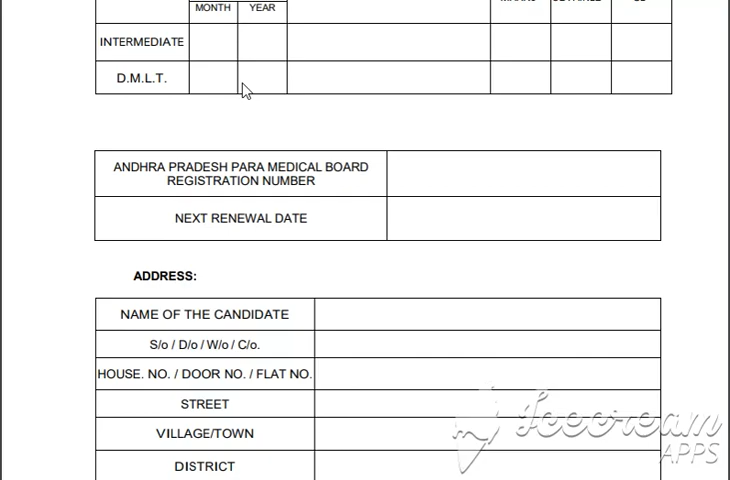 MONTH YEAR
INTERMEDIATE
D.M.L.T.
ANDHRA PRADESH PARA MEDICAL BOARD
REGISTRATION NUMBER
NEXT RENEWAL DATE
ADDRESS:
NAME OF THE CANDIDATE
S/o / D/o / W/o / C/o.
HOUSE. NO. / DOOR NO. / FLAT NO.
STREET
VILLAGE/TOWN
DISTRICT
Icecream
APPS